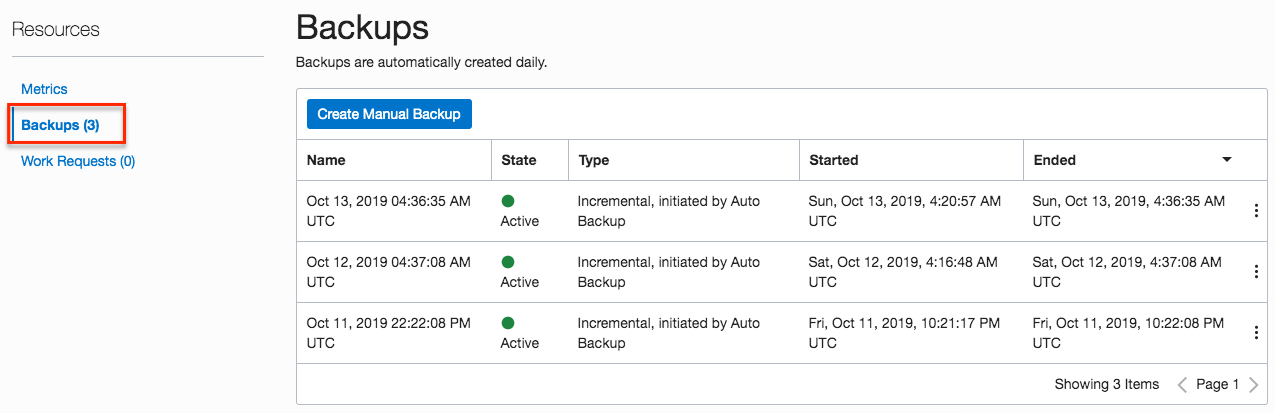 Resources
Metrics
Backups (3)
Work Requests (0)
Backups
Backups are automatically created daily.
Create Manual Backup
Name State Type Started Ended
Oct 13, 2019 04:36:35 AM Incremental, initiated by Auto Sun, Oct 13, 2019, 4:20:57 AM Sun, Oct 13, 2019, 4:36:35 AM
UTC Active Backup UTC UTC
Oct 12, 2019 04:37:08 AM Incremental, initiated by Auto Sat, Oct 12, 2019, 4:16:48 AM Sat, Oct 12, 2019, 4:37:08 AM
UTC Active Backup UTC UTC
Oct 11, 2019 22:22:08 PM Incremental, initiated by Auto Fri, Oct 11, 2019, 10:21:17 PM Fri, Oct 11, 2019, 10:22:08 PM
UTC Active Backup UTC UTC
Showing 3 Items Page 1